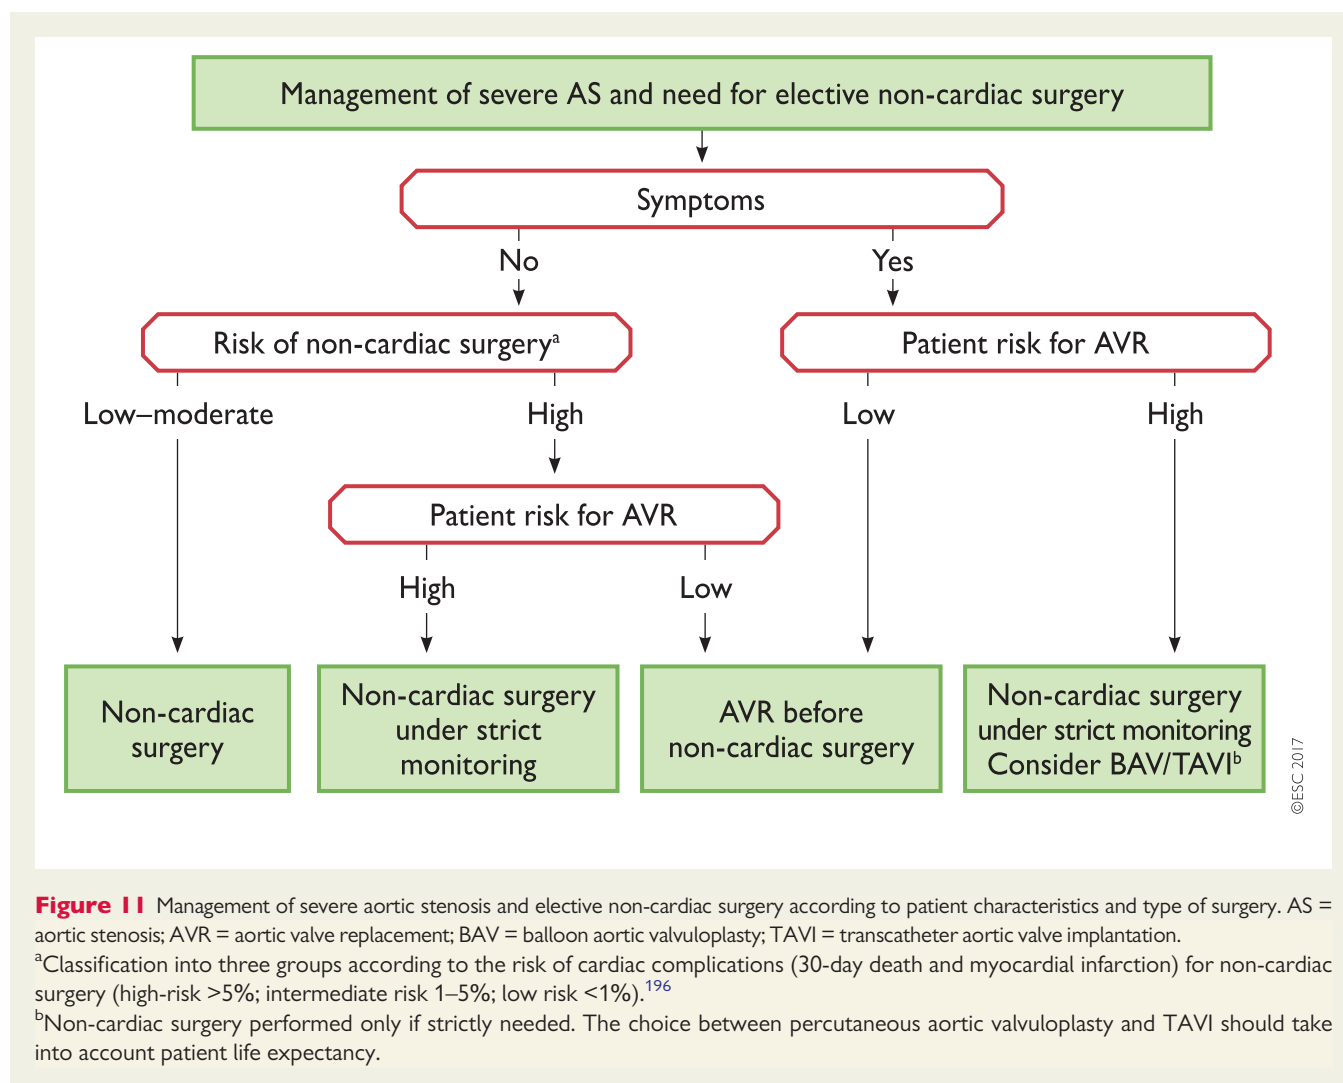 Management of severe AS and need for elective non-cardiac surgery
Symptoms
No
Yes
Risk of non-cardiac surgeryᵃ
Patient risk for AVR
Low–moderate
High
Low
High
Patient risk for AVR
High
Low
Non-cardiac
surgery
Non-cardiac surgery
under strict
monitoring
AVR before
non-cardiac surgery
Non-cardiac surgery
under strict monitoring
Consider BAV/TAVIᵇ
©ESC 2017
Figure 11 Management of severe aortic stenosis and elective non-cardiac surgery according to patient characteristics and type of surgery. AS =
aortic stenosis; AVR = aortic valve replacement; BAV = balloon aortic valvuloplasty; TAVI = transcatheter aortic valve implantation.
ᵃClassification into three groups according to the risk of cardiac complications (30-day death and myocardial infarction) for non-cardiac
surgery (high-risk >5%; intermediate risk 1–5%; low risk <1%).¹⁹⁶
ᵇNon-cardiac surgery performed only if strictly needed. The choice between percutaneous aortic valvuloplasty and TAVI should take
into account patient life expectancy.